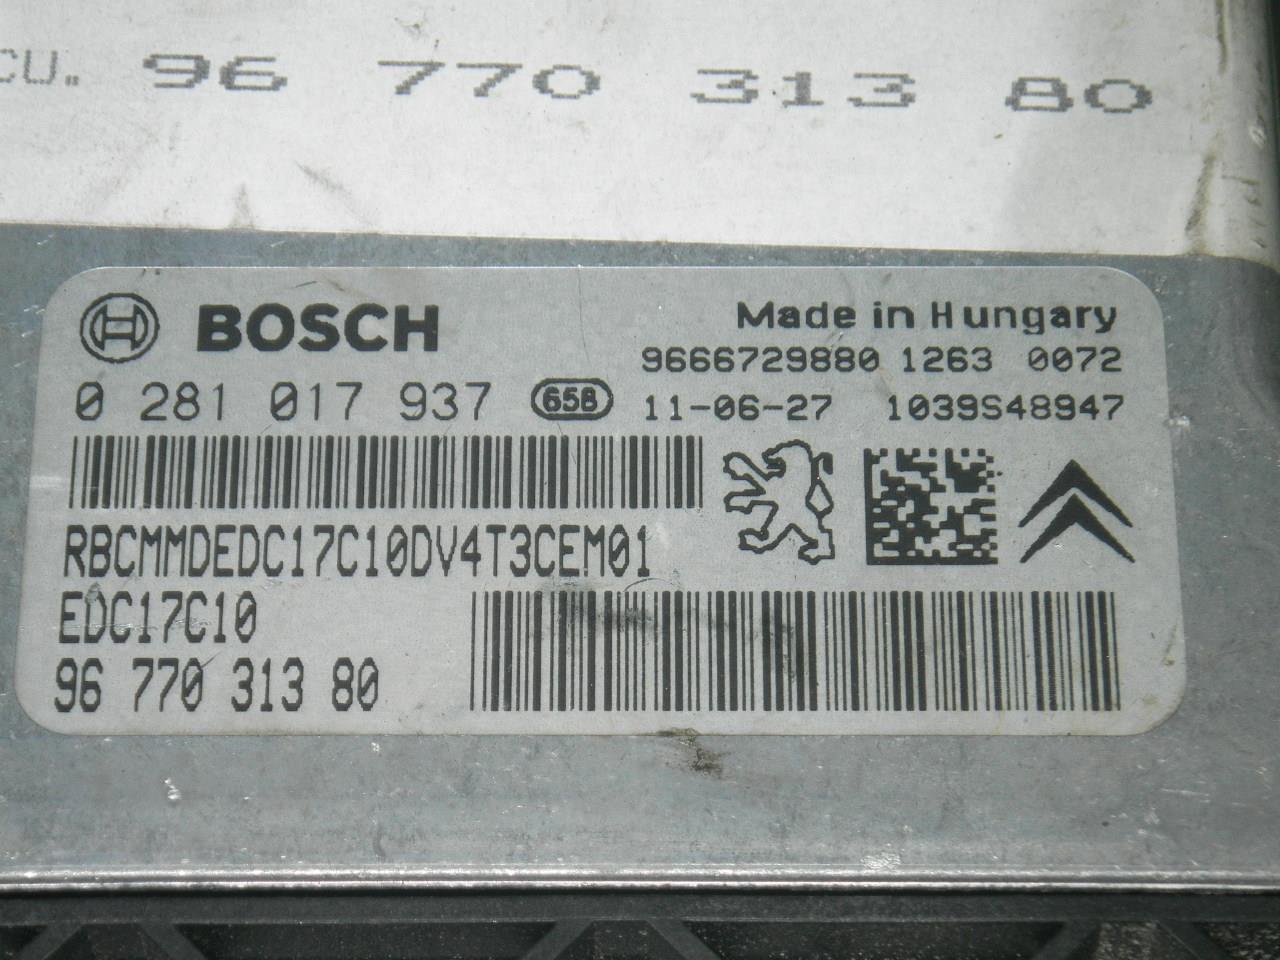 CU. 96 770 313 80
BOSCH
Made in Hungary
9666729880 1263 0072
0 281 017 937 658 11-06-27 1039S48947
RBCMMDEDC17C10DV4T3CEM01
EDC17C10
96 770 313 80